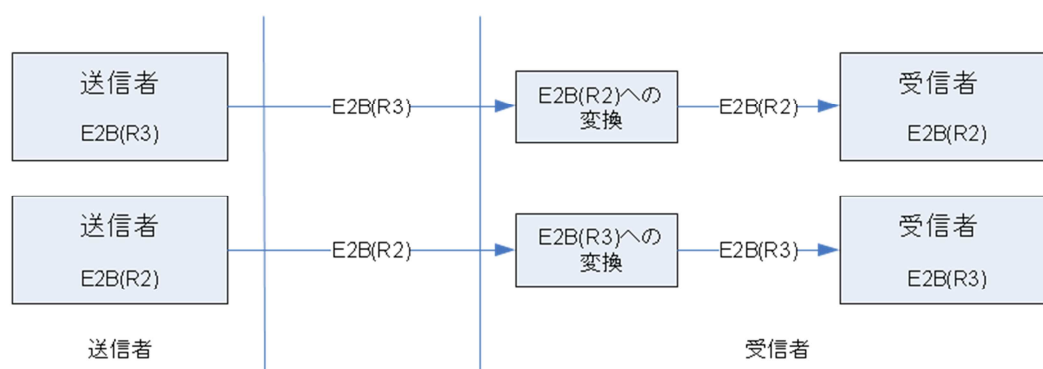 送信者
E2B(R3)
E2B(R3)
E2B(R2)への
変換
E2B(R2)
受信者
E2B(R2)
送信者
E2B(R2)
E2B(R2)
E2B(R3)への
変換
E2B(R3)
受信者
E2B(R3)
送信者
受信者